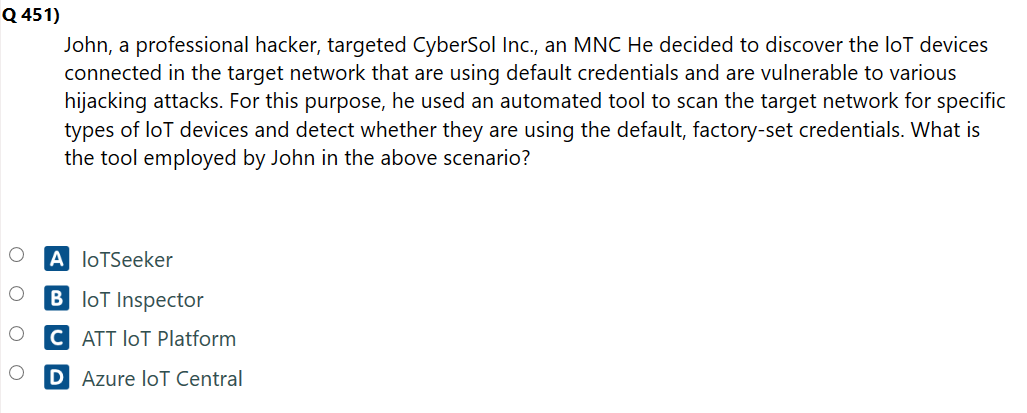 Q 451)
John, a professional hacker, targeted CyberSol Inc., an MNC He decided to discover the IoT devices
connected in the target network that are using default credentials and are vulnerable to various
hijacking attacks. For this purpose, he used an automated tool to scan the target network for specific
types of IoT devices and detect whether they are using the default, factory-set credentials. What is
the tool employed by John in the above scenario?
A IoTSeeker
B IoT Inspector
C ATT IoT Platform
D Azure IoT Central